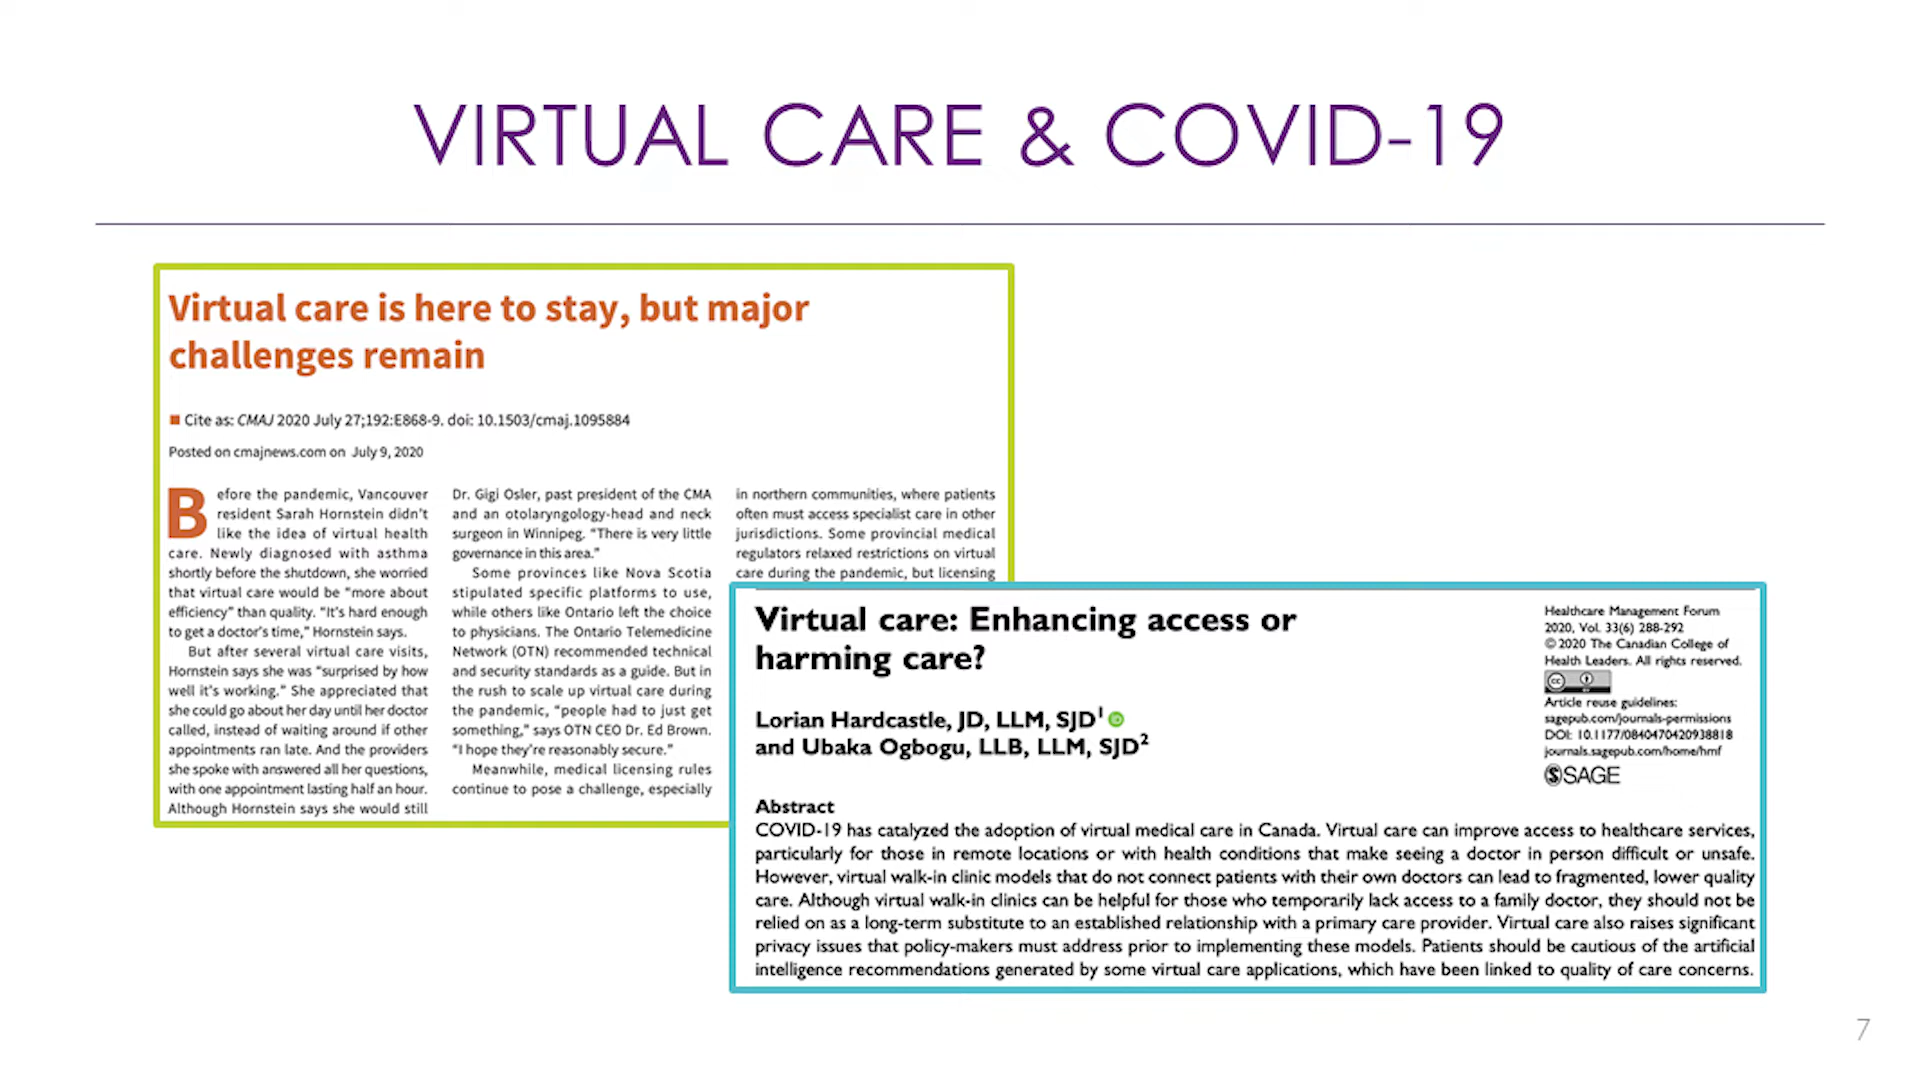 VIRTUAL CARE & COVID-19
Virtual care is here to stay, but major
challenges remain
Cite as: CMAJ 2020 July 27;192:E868-9. doi: 10.1503/cmaj.1095884
Posted on cmajnews.com on July 9, 2020
Before the pandemic, Vancouver
resident Sarah Hornstein didn't
like the idea of virtual health
care. Newly diagnosed with asthma
shortly before the shutdown, she worried
that virtual care would be "more about
efficiency" than quality. "It's hard enough
to get a doctor's time," Hornstein says.
But after several virtual care visits,
Hornstein says she was "surprised by how
well it's working." She appreciated that
she could go about her day until her doctor
called, instead of waiting around if other
appointments ran late. And the providers
she spoke with answered all her questions,
with one appointment lasting half an hour.
Although Hornstein says she would still
Dr. Gigi Osler, past president of the CMA
and an otolaryngology-head and neck
surgeon in Winnipeg. "There is very little
governance in this area."
Some provinces like Nova Scotia
stipulated specific platforms to use,
while others like Ontario left the choice
to physicians. The Ontario Telemedicine
Network (OTN) recommended technical
and security standards as a guide. But in
the rush to scale up virtual care during
the pandemic, "people had to just get
something," says OTN CEO Dr. Ed Brown.
"I hope they're reasonably secure."
Meanwhile, medical licensing rules
continue to pose a challenge, especially
in northern communities, where patients
often must access specialist care in other
jurisdictions. Some provincial medical
regulators relaxed restrictions on virtual
care during the pandemic, but licensing
Virtual care: Enhancing access or
harming care?
Healthcare Management Forum
2020, Vol. 33(6) 288-292
© 2020 The Canadian College of
Health Leaders. All rights reserved.
cc BY
Article reuse guidelines:
sagepub.com/journals-permissions
DOI: 10.1177/0840470420938818
journals.sagepub.com/home/hmf
SAGE
Lorian Hardcastle, JD, LLM, SJD1 iD
and Ubaka Ogbogu, LLB, LLM, SJD2
Abstract
COVID-19 has catalyzed the adoption of virtual medical care in Canada. Virtual care can improve access to healthcare services,
particularly for those in remote locations or with health conditions that make seeing a doctor in person difficult or unsafe.
However, virtual walk-in clinic models that do not connect patients with their own doctors can lead to fragmented, lower quality
care. Although virtual walk-in clinics can be helpful for those who temporarily lack access to a family doctor, they should not be
relied on as a long-term substitute to an established relationship with a primary care provider. Virtual care also raises significant
privacy issues that policy-makers must address prior to implementing these models. Patients should be cautious of the artificial
intelligence recommendations generated by some virtual care applications, which have been linked to quality of care concerns.
7